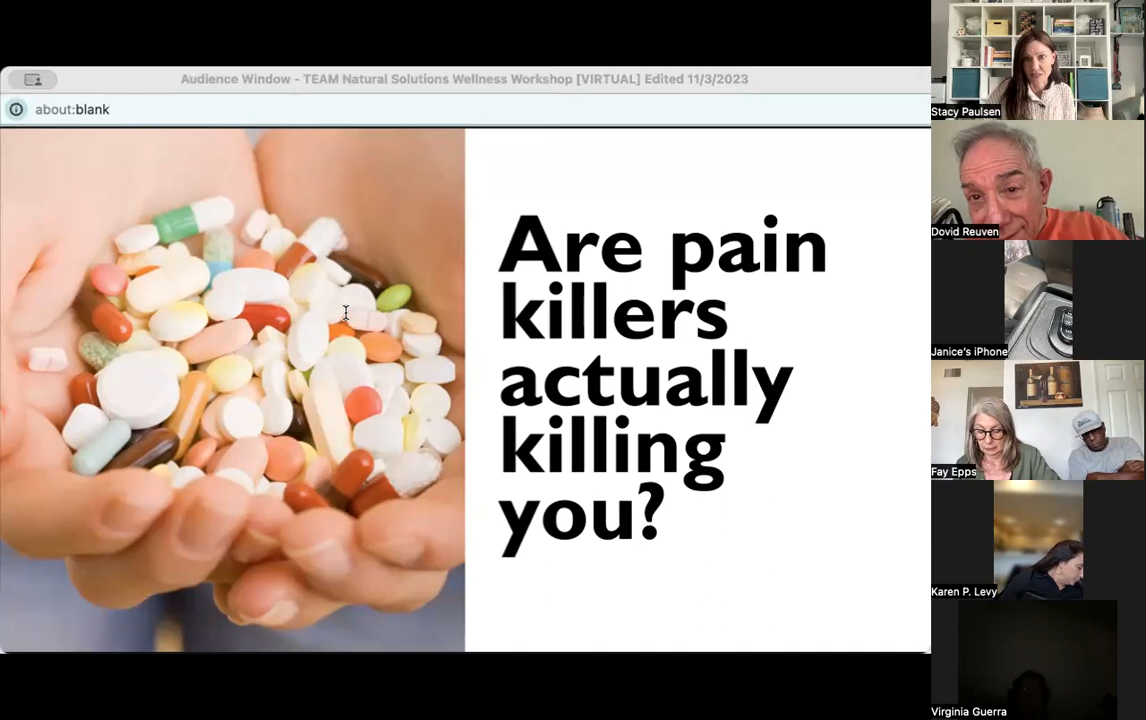 Audience Window - TEAM Natural Solutions Wellness Workshop [VIRTUAL] Edited 11/3/2023
about:blank
Are pain
killers
actually
killing
you?
Stacy Paulsen
Dovid Reuven
Janice's iPhone
Fay Epps
Karen P. Levy
Virginia Guerra